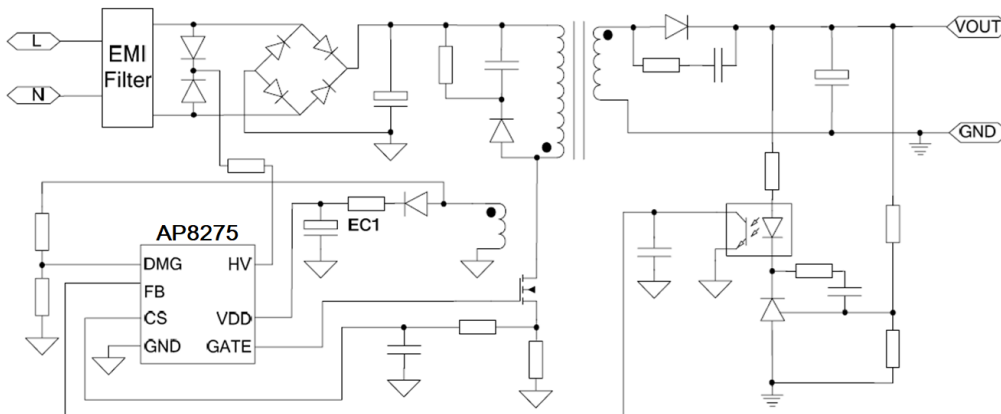 L
N
EMI
Filter
VOUT
GND
EC1
AP8275
DMG
HV
FB
CS
VDD
GND
GATE